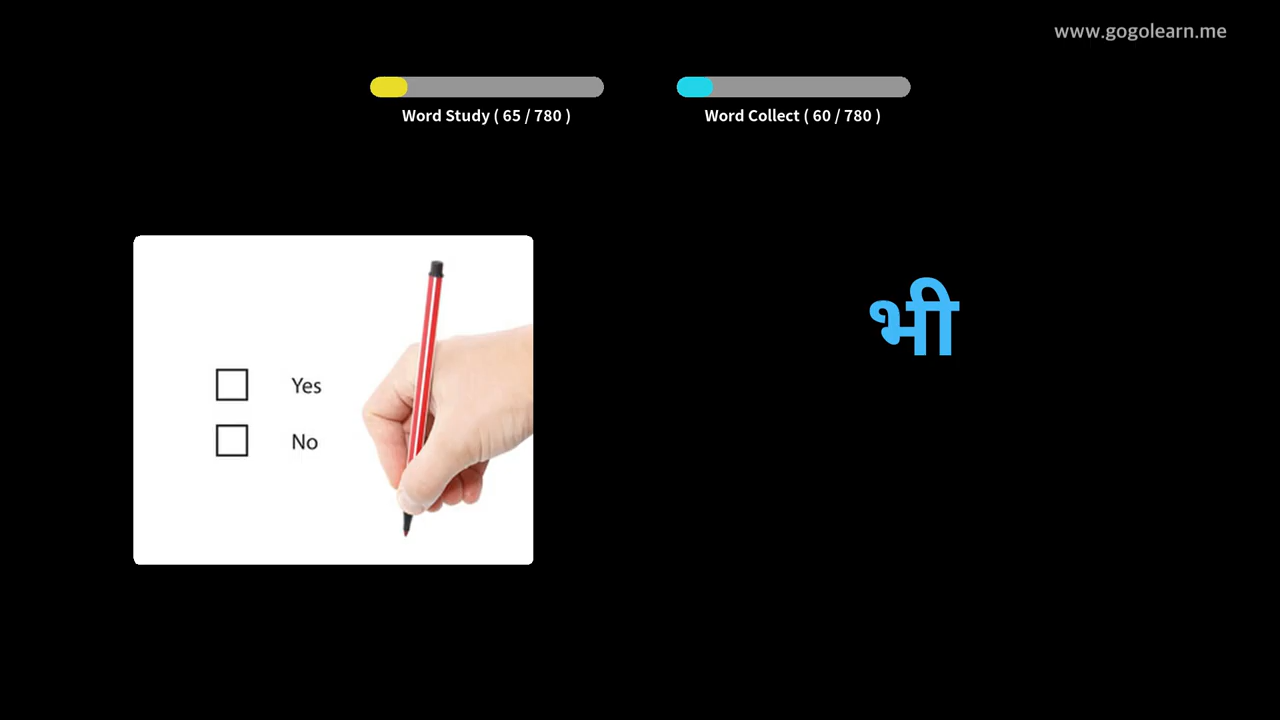 www.gogolearn.me
Word Study ( 65 / 780 )
Word Collect ( 60 / 780 )
Yes
No
भी